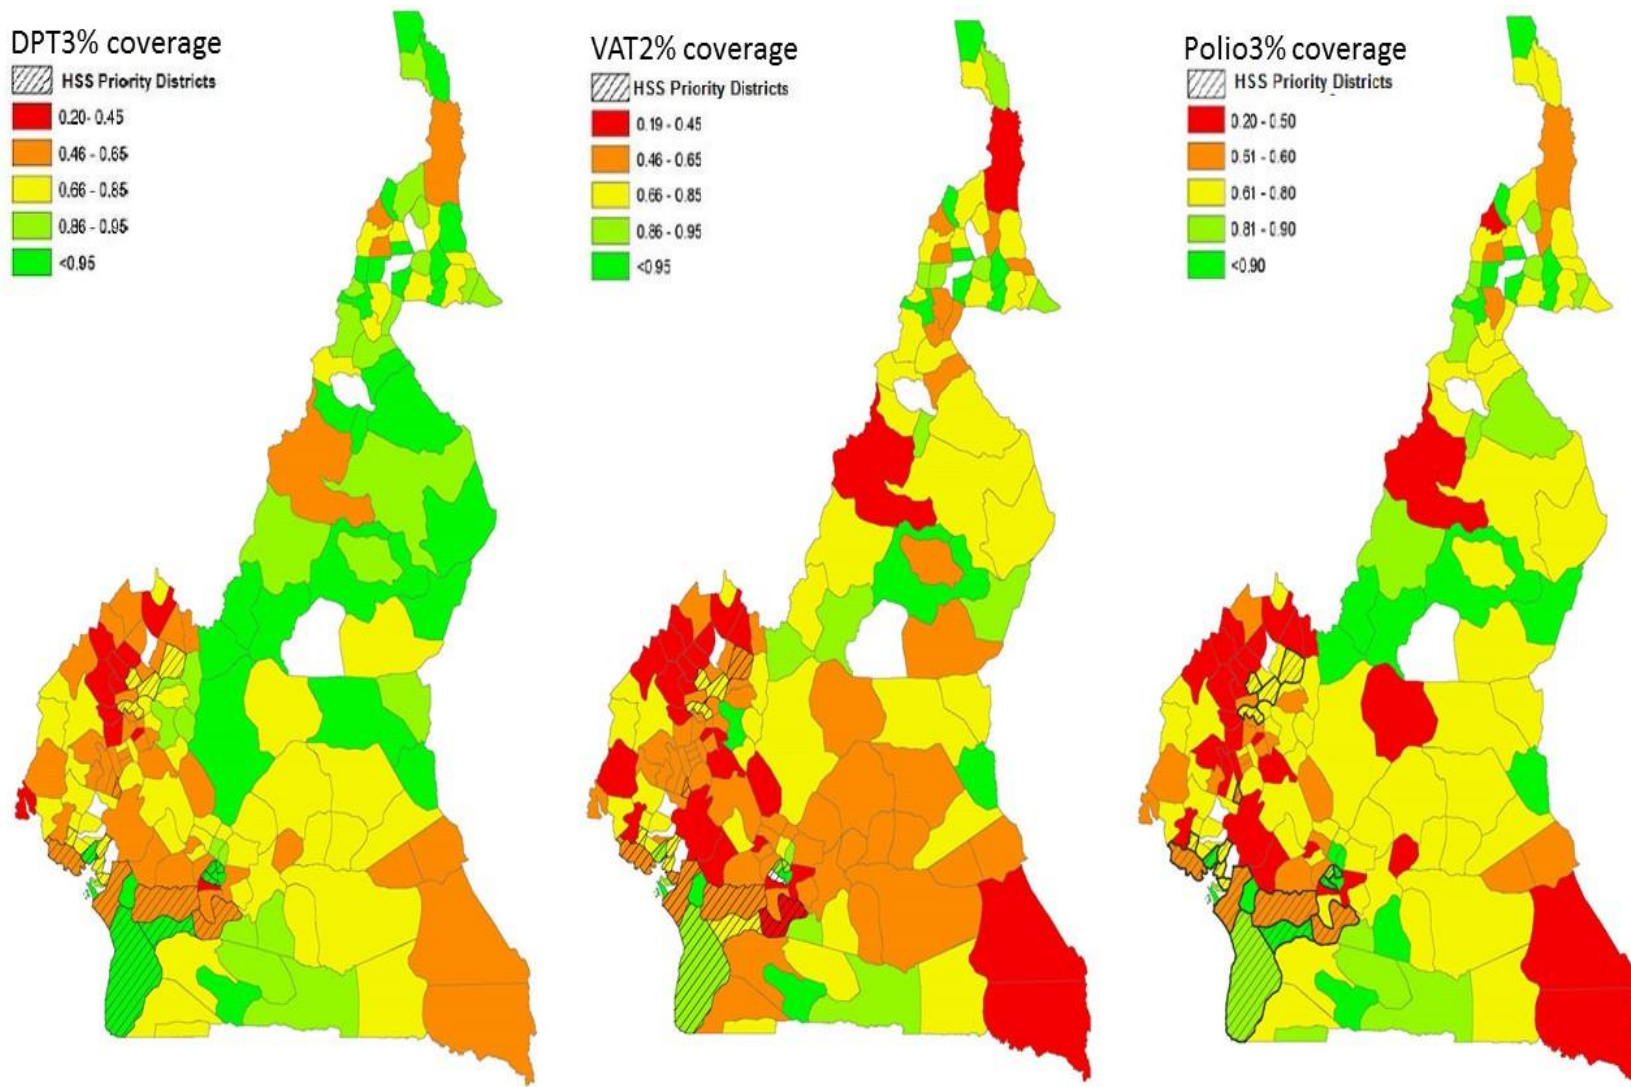 DPT3% coverage
HSS Priority Districts
0.20- 0.45
0.46 - 0.65
0.66 - 0.85
0.86 - 0.95
<0.95
VAT2% coverage
HSS Priority Districts
0.19 - 0.45
0.46 - 0.65
0.66 - 0.85
0.86 - 0.95
<0.95
Polio3% coverage
HSS Priority Districts
0.20 - 0.50
0.51 - 0.60
0.61 - 0.80
0.81 - 0.90
<0.90